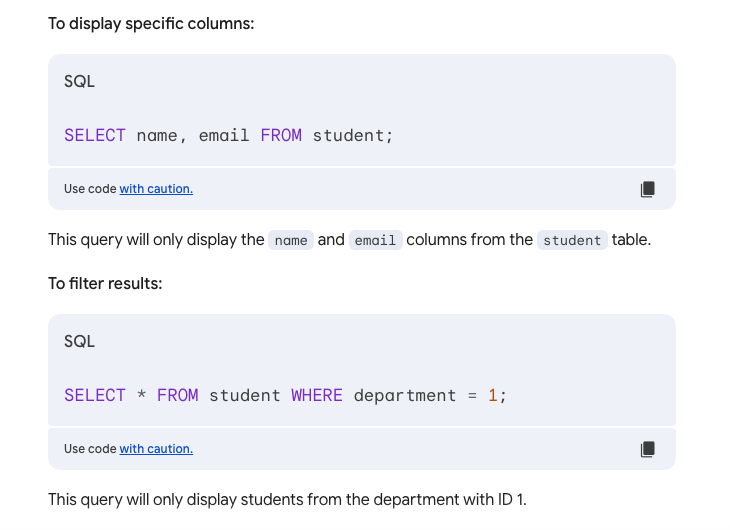 To display specific columns:
SQL
SELECT name, email FROM student;
Use code with caution.
This query will only display the name and email columns from the student table.
To filter results:
SQL
SELECT * FROM student WHERE department = 1;
Use code with caution.
This query will only display students from the department with ID 1.